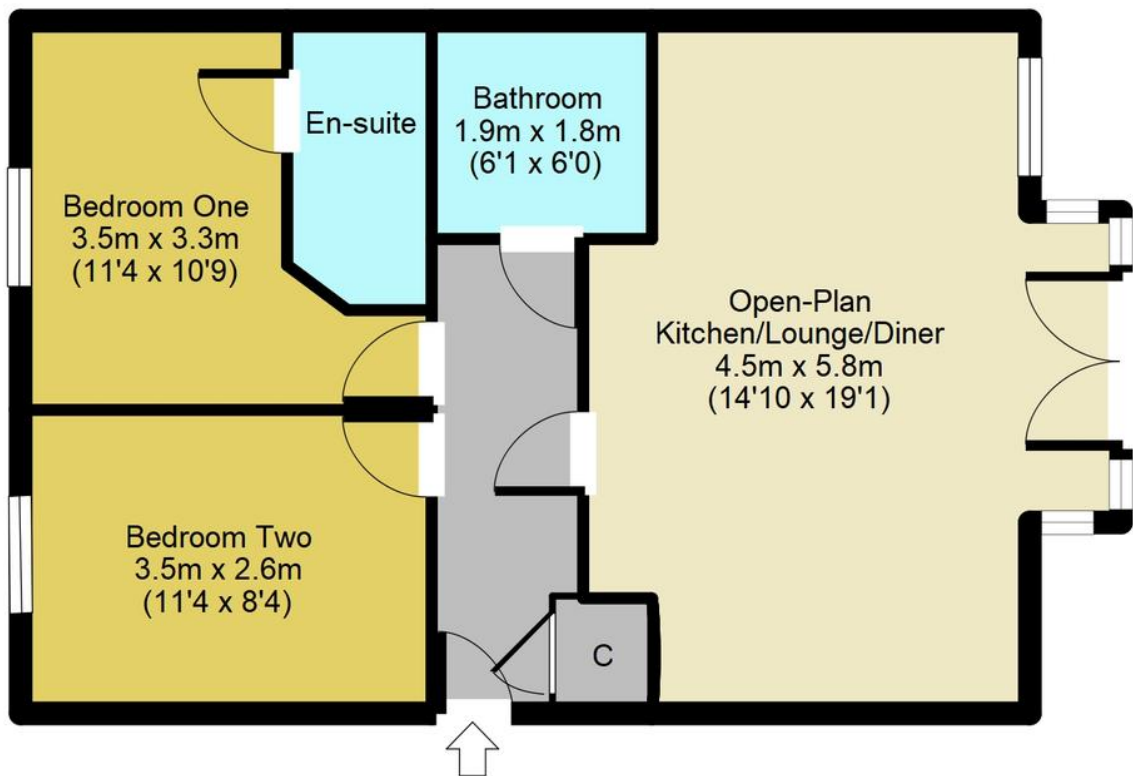 En-suite
Bathroom
1.9m x 1.8m
(6'1 x 6'0)
Bedroom One
3.5m x 3.3m
(11'4 x 10'9)
Open-Plan
Kitchen/Lounge/Diner
4.5m x 5.8m
(14'10 x 19'1)
Bedroom Two
3.5m x 2.6m
(11'4 x 8'4)
C